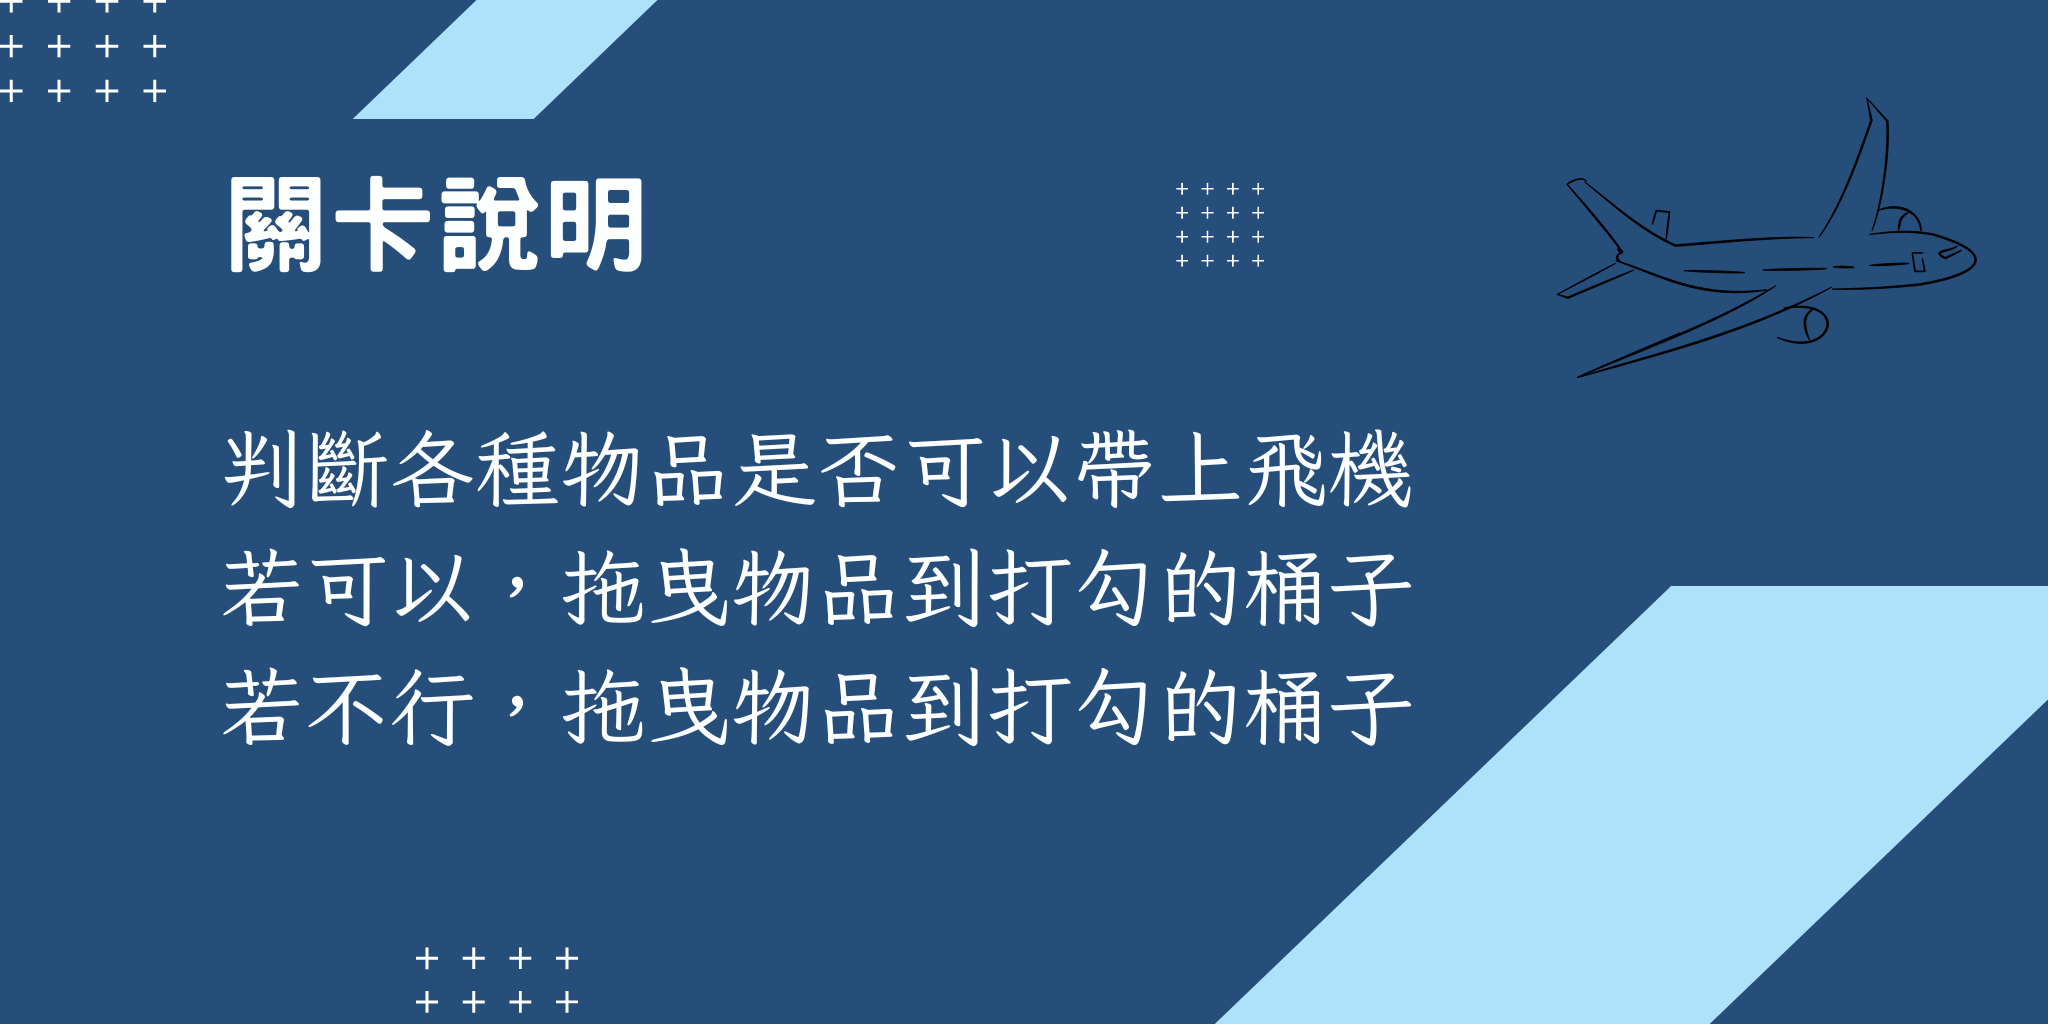 關卡說明
判斷各種物品是否可以帶上飛機
若可以，拖曳物品到打勾的桶子
若不行，拖曳物品到打勾的桶子